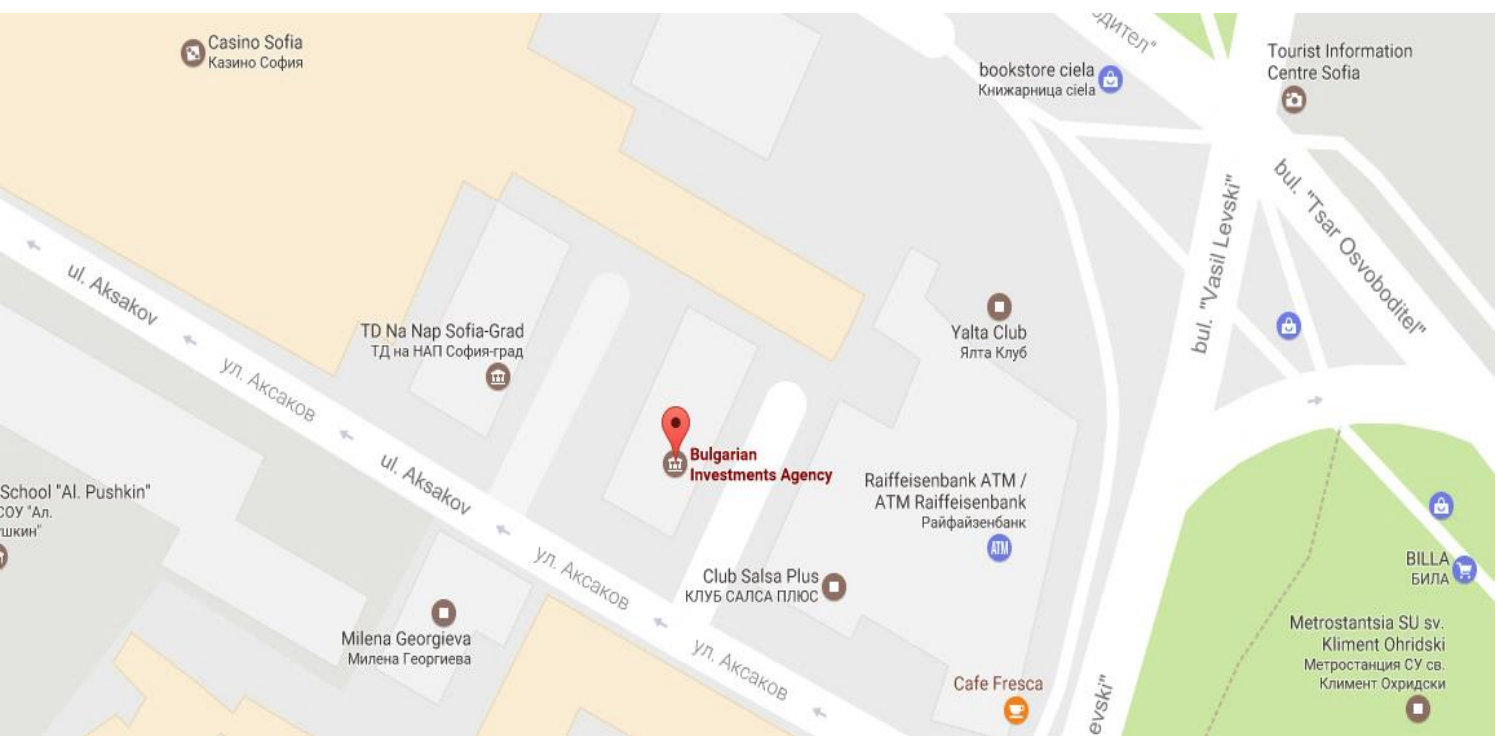 Casino Sofia
Казино София
bookstore ciela
Книжарница ciela
Tourist Information
Centre Sofia
bul. "Vasil Levski"
bul. "Tsar Osvoboditel"
ul. Aksakov
ул. Аксаков
TD Na Nap Sofia-Grad
ТД на НАП София-град
Yalta Club
Ялта Клуб
ul. Aksakov
Bulgarian
Investments Agency
Raiffeisenbank ATM /
ATM Raiffeisenbank
Райфайзенбанк
ATM
School "Al. Pushkin"
СОУ "Ал.
ул. Аксаков
Club Salsa Plus
КЛУБ САЛСА ПЛЮС
BILLA
БИЛА
Milena Georgieva
Милена Георгиева
ул. Аксаков
Metrostantsia SU sv.
Kliment Ohridski
Метростанция СУ св.
Климент Охридски
Cafe Fresca